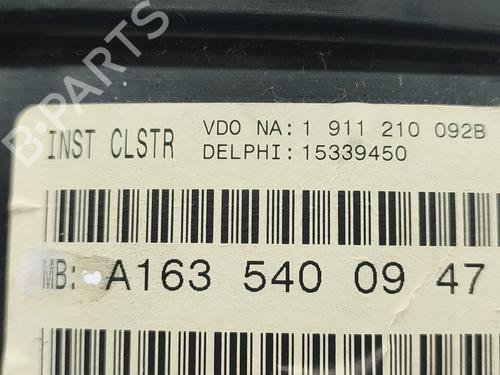 INST CLSTR
VDO NA: 1 911 210 092B
DELPHI: 15339450
MB: A163 540 09 47
B-Parts